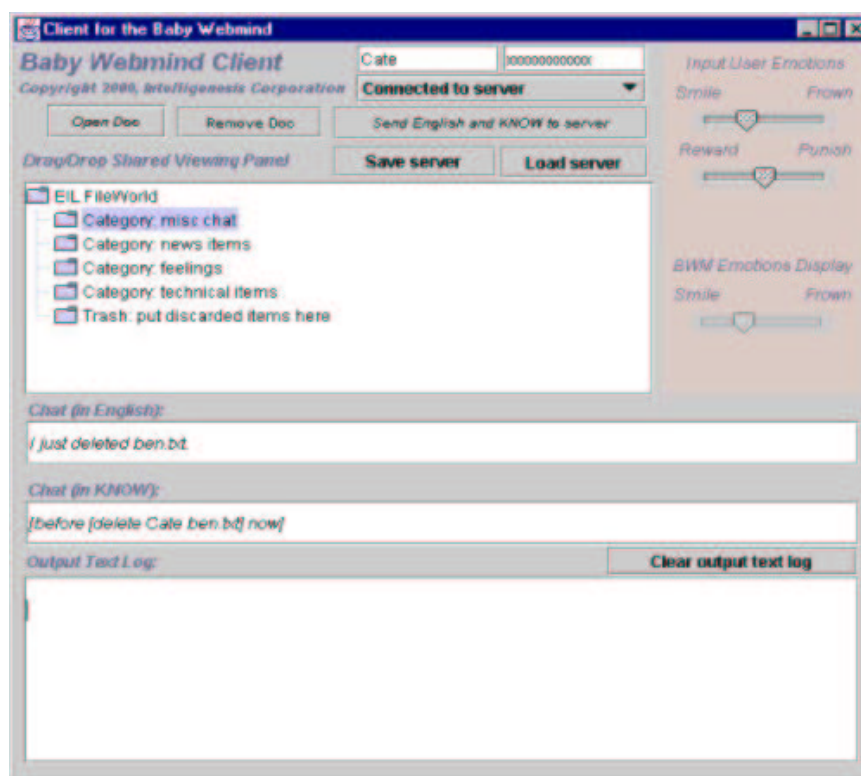 Client for the Baby Webmind
Baby Webmind Client
Cate
xxxxxxxxxxxx
Copyright 2000, Intelligenesis Corporation
Connected to server
Open Doc
Remove Doc
Send English and KNOW to server
Drag/Drop Shared Viewing Panel
Save server
Load server
Input User Emotions
Smile Frown
Reward Punish
EIL FileWorld
Category: misc chat
Category: news items
Category: feelings
Category: technical items
Trash: put discarded items here
BWM Emotions Display
Smile Frown
Chat (in English):
I just deleted ben.txt.
Chat (in KNOW):
[before [delete Cate ben.txt] now]
Output Text Log:
Clear output text log